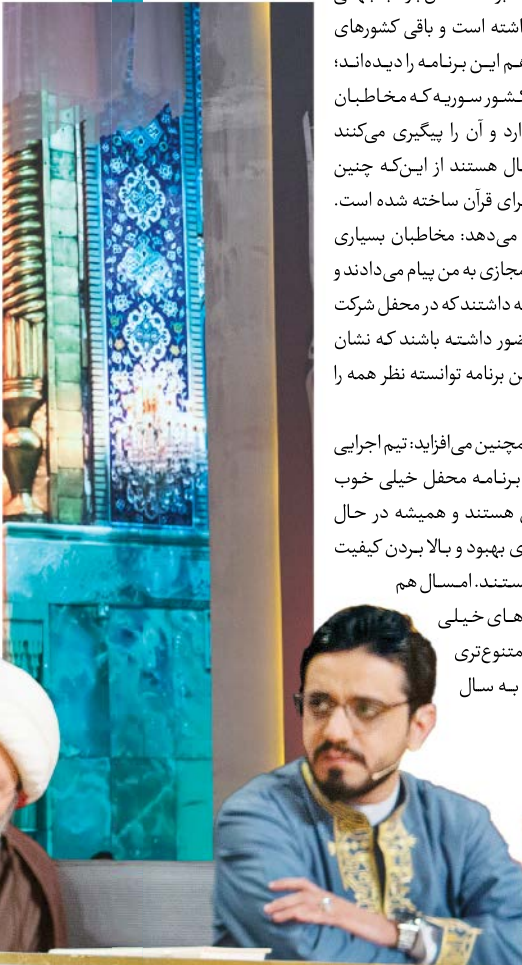 اشته است و باقی کشورهای
هم این برنامه را دیده‌اند؛
کشور سوریه که مخاطبان
ارد و آن را پیگیری می‌کنند
ال هستند از این‌که چنین
رای قرآن ساخته شده است.
می‌دهد: مخاطبان بسیاری
مجازی به من پیام می‌دادند و
ه داشتند که در محفل شرکت
ضور داشته باشند که نشان
ن برنامه توانسته نظر همه را
مچنین می‌افزاید: تیم اجرایی
برنامه محفل خیلی خوب
هستند و همیشه در حال
ی بهبود و بالا بردن کیفیت
ستند. امسال هم
های خیلی
متنوع‌تری
به سال